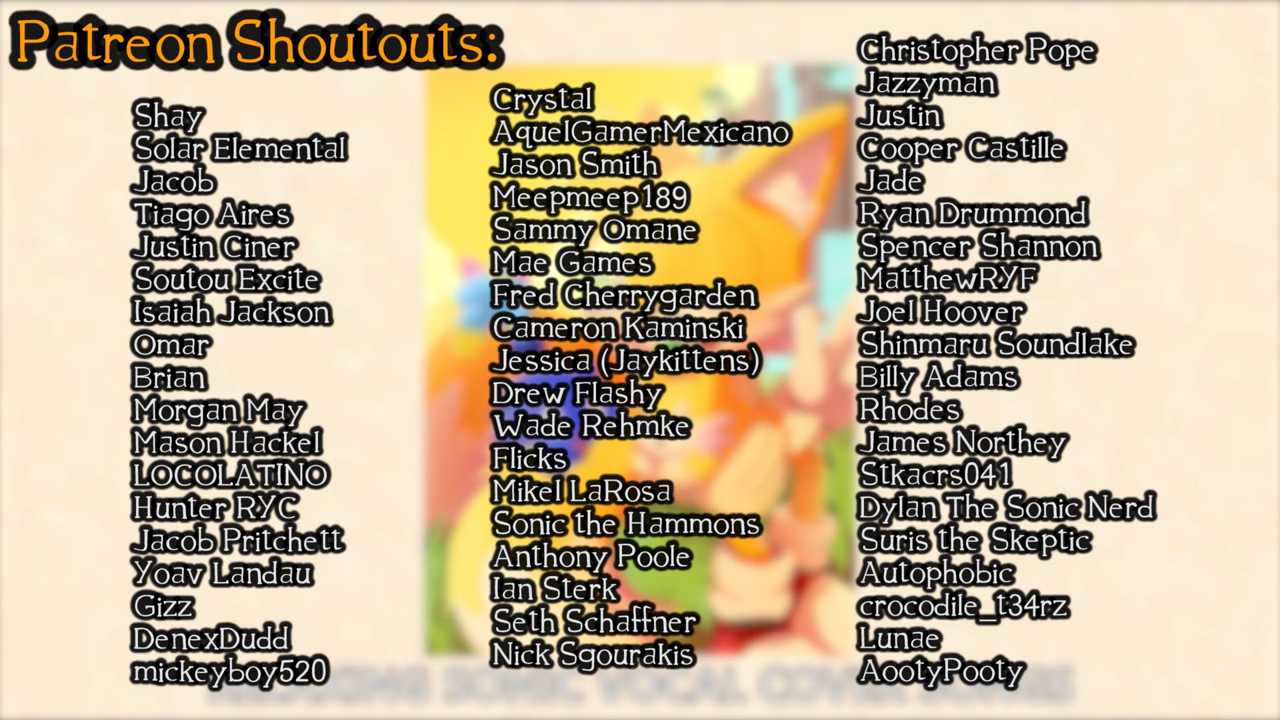 Patreon Shoutouts:
Shay
Solar Elemental
Jacob
Tiago Aires
Justin Ciner
Soutou Excite
Isaiah Jackson
Omar
Brian
Morgan May
Mason Hackel
LOCOLATINO
Hunter RYC
Jacob Pritchett
Yoav Landau
Gizz
DenexDudd
mickeyboy520
Crystal
AquelGamerMexicano
Jason Smith
Meepmeep189
Sammy Omane
Mae Games
Fred Cherrygarden
Cameron Kaminski
Jessica (Jaykittens)
Drew Flashy
Wade Rehmke
Flicks
Mikel LaRosa
Sonic the Hammons
Anthony Poole
Ian Sterk
Seth Schaffner
Nick Sgourakis
Christopher Pope
Jazzyman
Justin
Cooper Castille
Jade
Ryan Drummond
Spencer Shannon
MatthewRYF
Joel Hoover
Shinmaru Soundlake
Billy Adams
Rhodes
James Northey
Stkacrs041
Dylan The Sonic Nerd
Suris the Skeptic
Autophobic
crocodile_t34rz
Lunae
AootyPooty
SONIC VOCAL